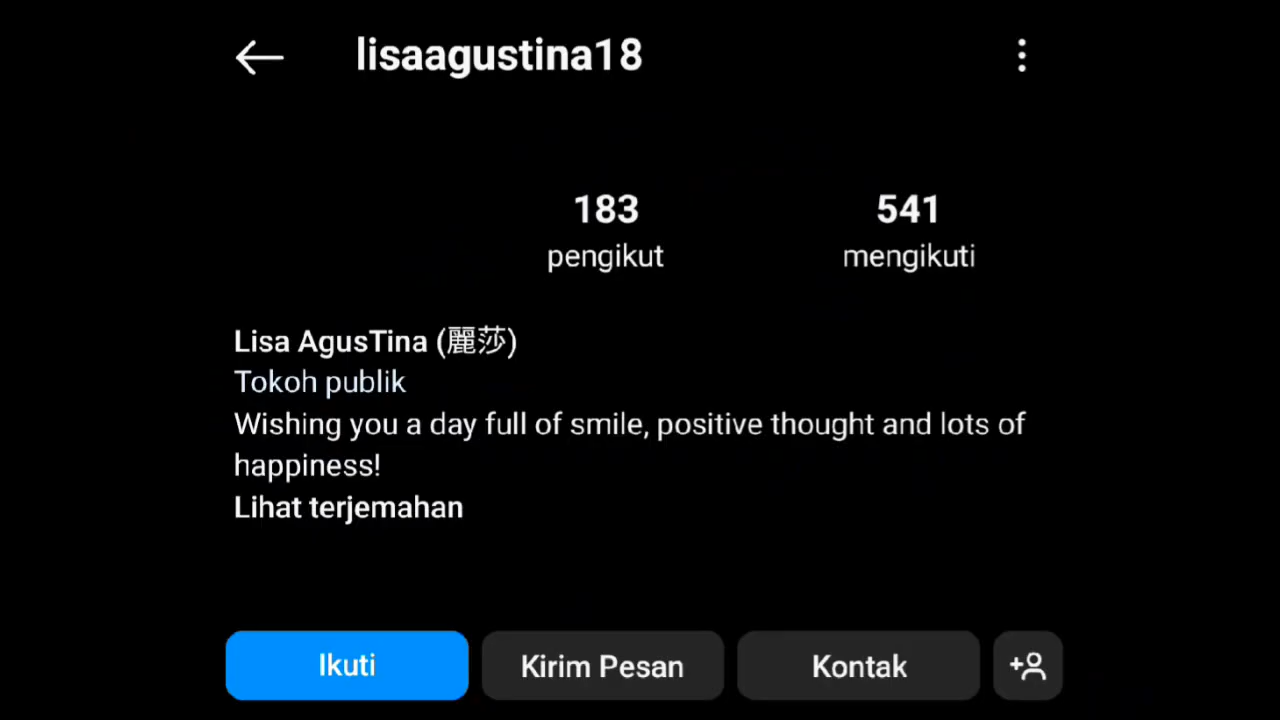 lisaagustina18
183
541
pengikut
mengikuti
Lisa AgusTina (麗莎)
Tokoh publik
Wishing you a day full of smile, positive thought and lots of
happiness!
Lihat terjemahan
Ikuti
Kirim Pesan
Kontak